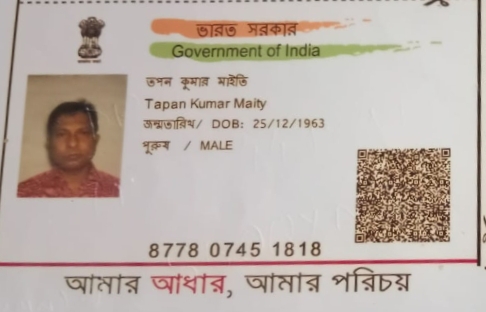 ভারত সরকার
Government of India
তপন কুমার মাইতি
Tapan Kumar Maity
জন্মতারিখ/ DOB: 25/12/1963
পুরুষ / MALE
8778 0745 1818
আমার আধার, আমার পরিচয়